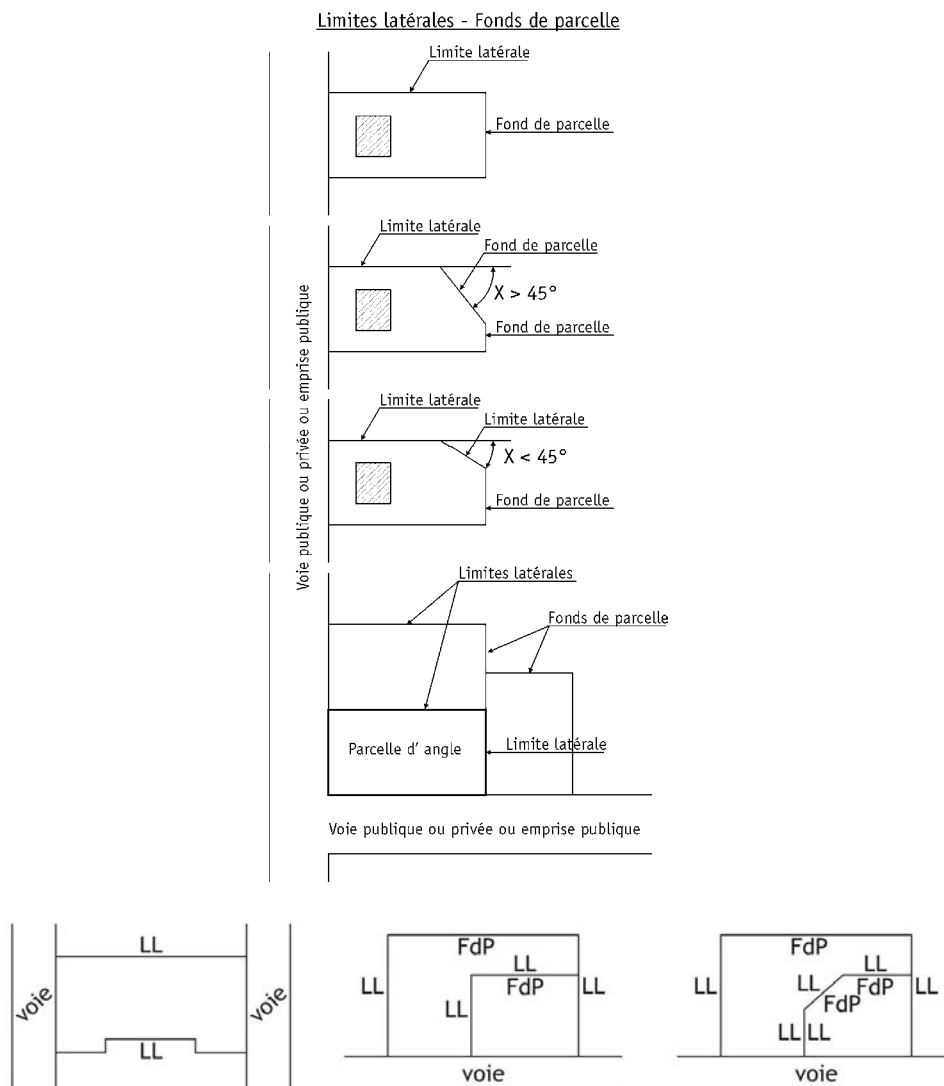 Limites latérales - Fonds de parcelle
Limite latérale
Fond de parcelle
Limite latérale
Fond de parcelle
X > 45°
Fond de parcelle
Voie publique ou privée ou emprise publique
Limite latérale
Limite latérale
X < 45°
Fond de parcelle
Limites latérales
Fonds de parcelle
Parcelle d' angle
Limite latérale
Voie publique ou privée ou emprise publique
LL
voie
voie
LL
FdP
LL
LL
LL
FdP
LL
voie
FdP
LL
LL
LL
FdP
LL
FdP
LL
LL
voie